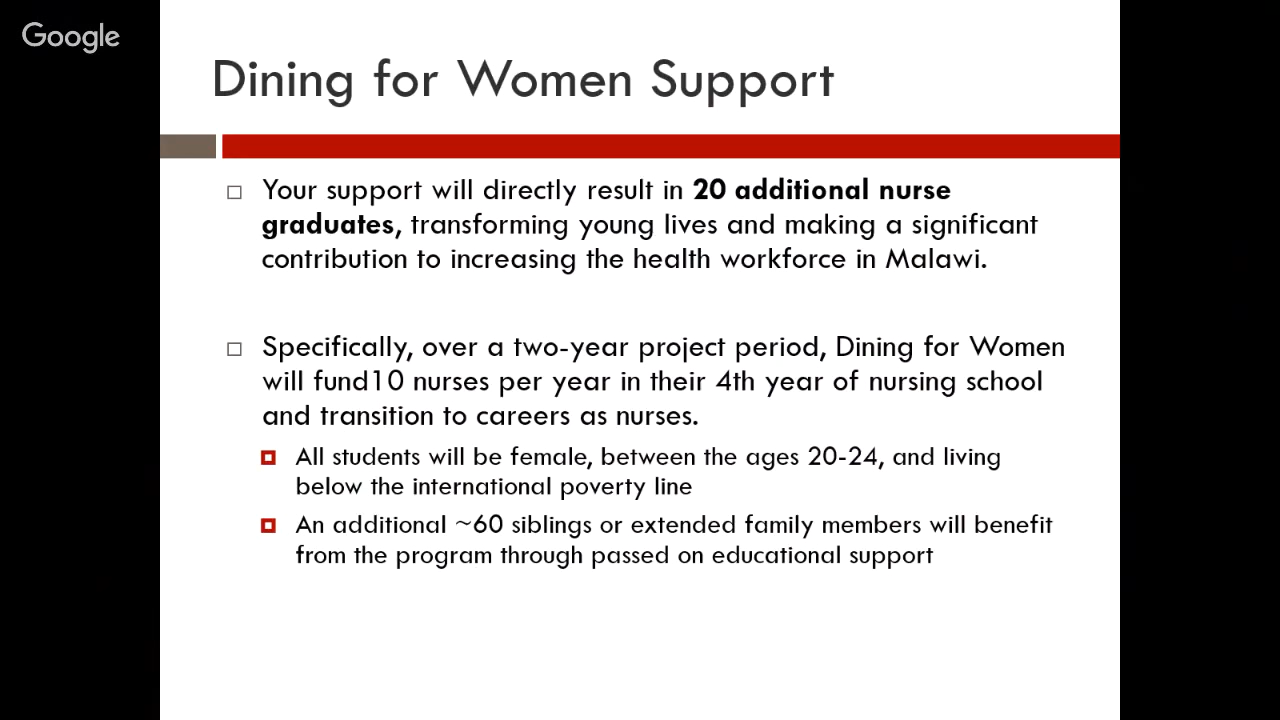 Google
Dining for Women Support
Your support will directly result in 20 additional nurse
graduates, transforming young lives and making a significant
contribution to increasing the health workforce in Malawi.
Specifically, over a two-year project period, Dining for Women
will fund10 nurses per year in their 4th year of nursing school
and transition to careers as nurses.
All students will be female, between the ages 20-24, and living
below the international poverty line
An additional ~60 siblings or extended family members will benefit
from the program through passed on educational support